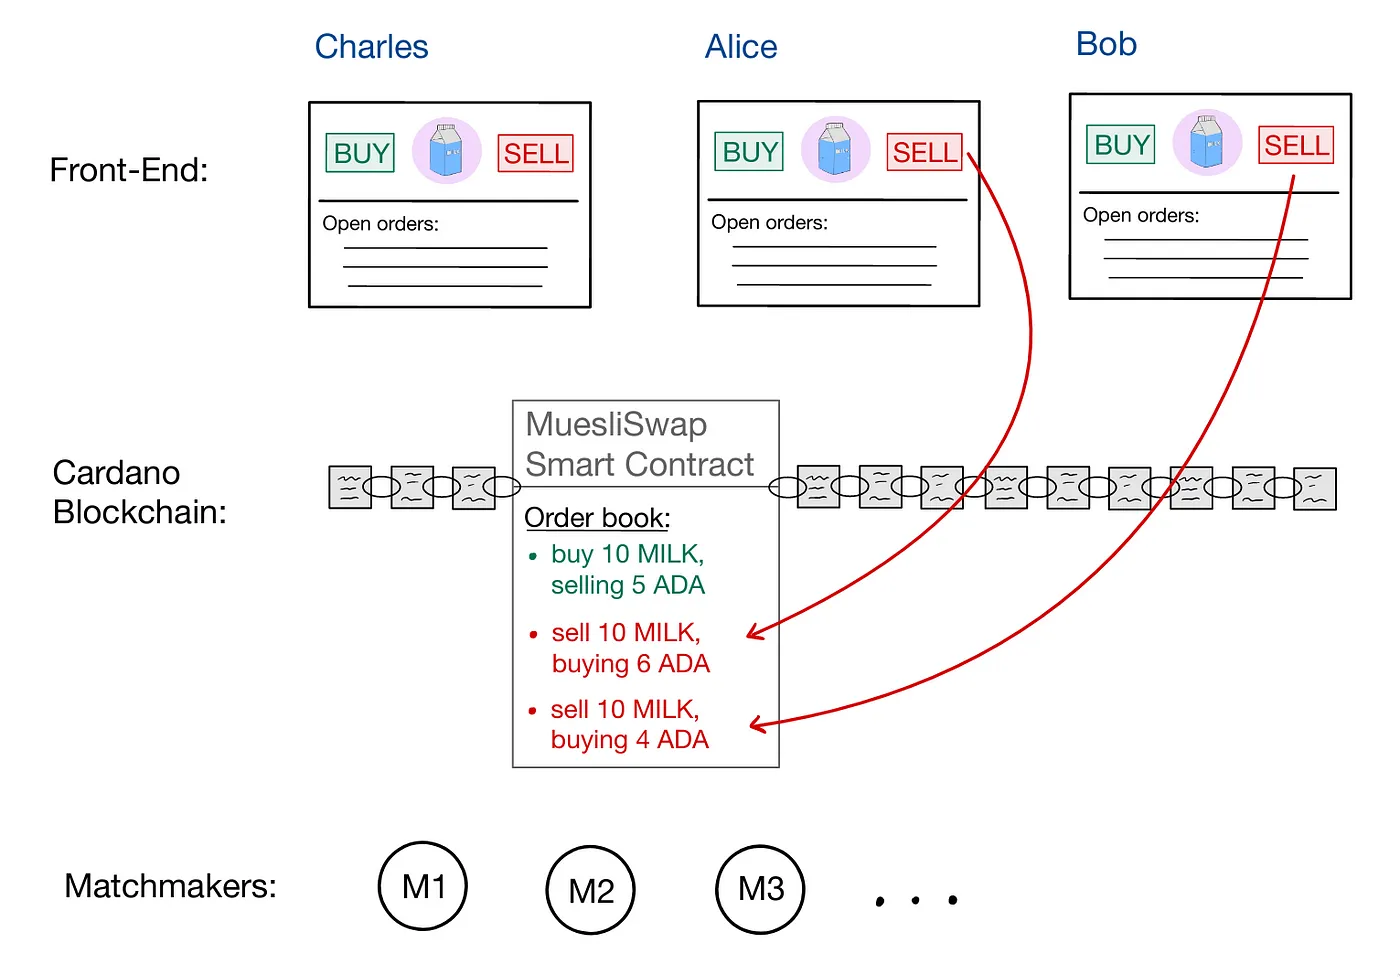 Charles
Alice
Bob
Front-End:
BUY
SELL
Open orders:
BUY
SELL
Open orders:
BUY
SELL
Open orders:
Cardano
Blockchain:
MuesliSwap
Smart Contract
Order book:
• buy 10 MILK,
selling 5 ADA
• sell 10 MILK,
buying 6 ADA
• sell 10 MILK,
buying 4 ADA
Matchmakers:
M1
M2
M3
. . .